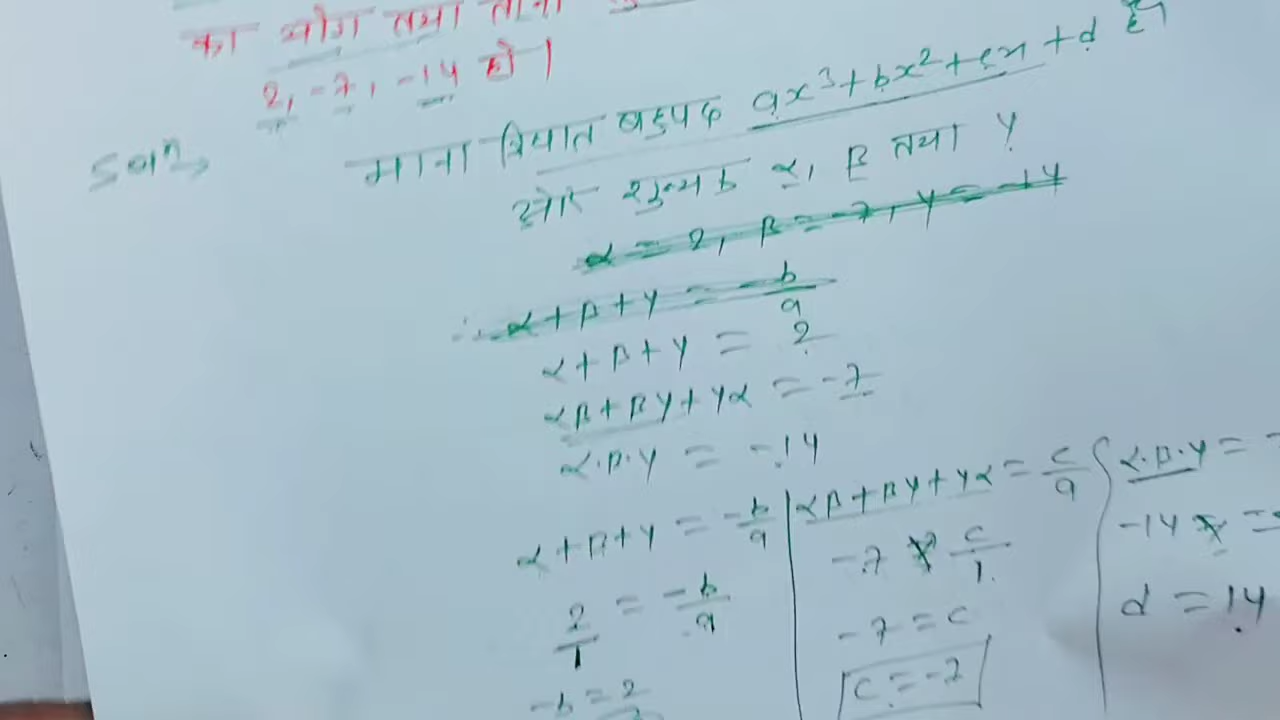 का योग तथा तीनों
2, -7, -14 हो।
Solⁿ→ माना त्रिघात बहुपद ax³+bx²+cx+d है।
और शून्यक α, β तथा γ
α = 2, β = -7, γ = -14
∴ α+β+γ = -b/a
α+β+γ = 2
αβ+βγ+γα = -7
α.β.γ = -14
α+β+γ = -b/a
2/1 = -b/a
-b = 2
αβ+βγ+γα = c/a
-7 = c/1
-7 = c
c = -7
α.β.γ = -
-14 =
d = 14